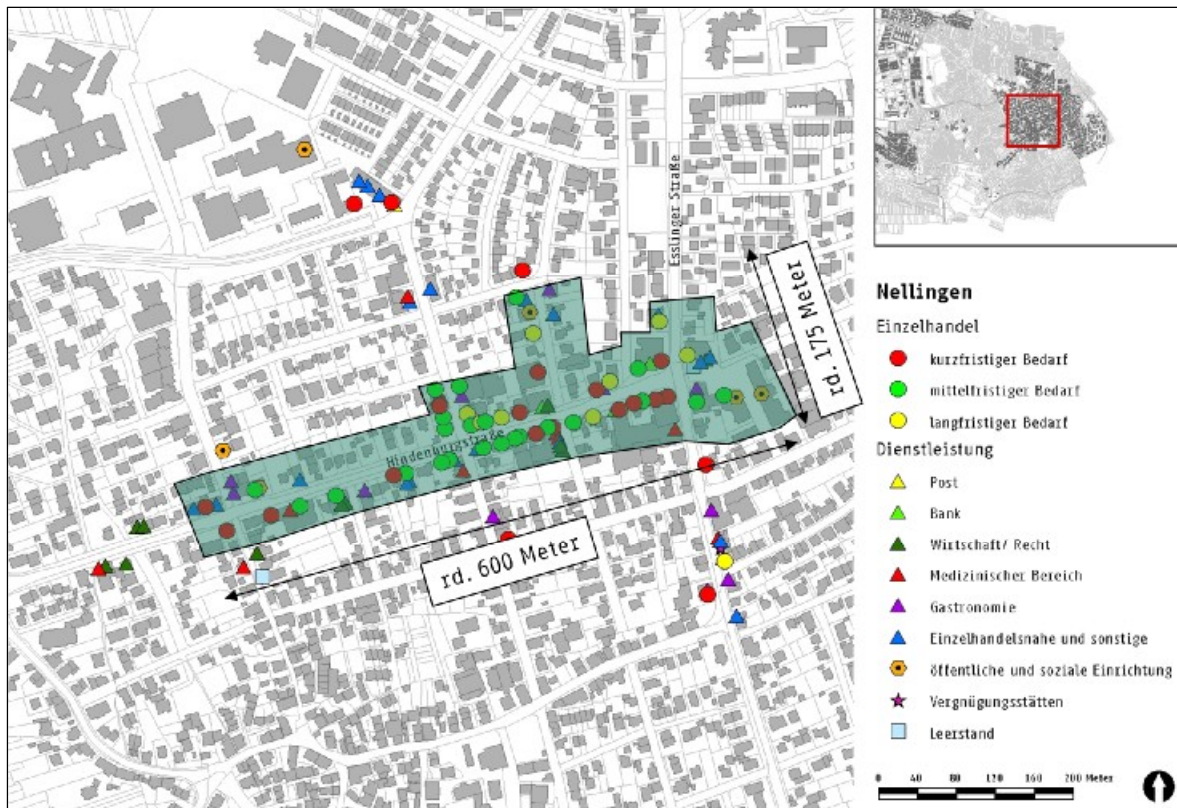 Esslinger Straße
rd. 175 Meter
Hindenburgstraße
rd. 600 Meter
Nellingen
Einzelhandel
kurzfristiger Bedarf
mittelfristiger Bedarf
langfristiger Bedarf
Dienstleistung
Post
Bank
Wirtschaft/ Recht
Medizinischer Bereich
Gastronomie
Einzelhandelsnahe und sonstige
öffentliche und soziale Einrichtung
Vergnügungsstätten
Leerstand
0 40 80 120 160 200 Meter